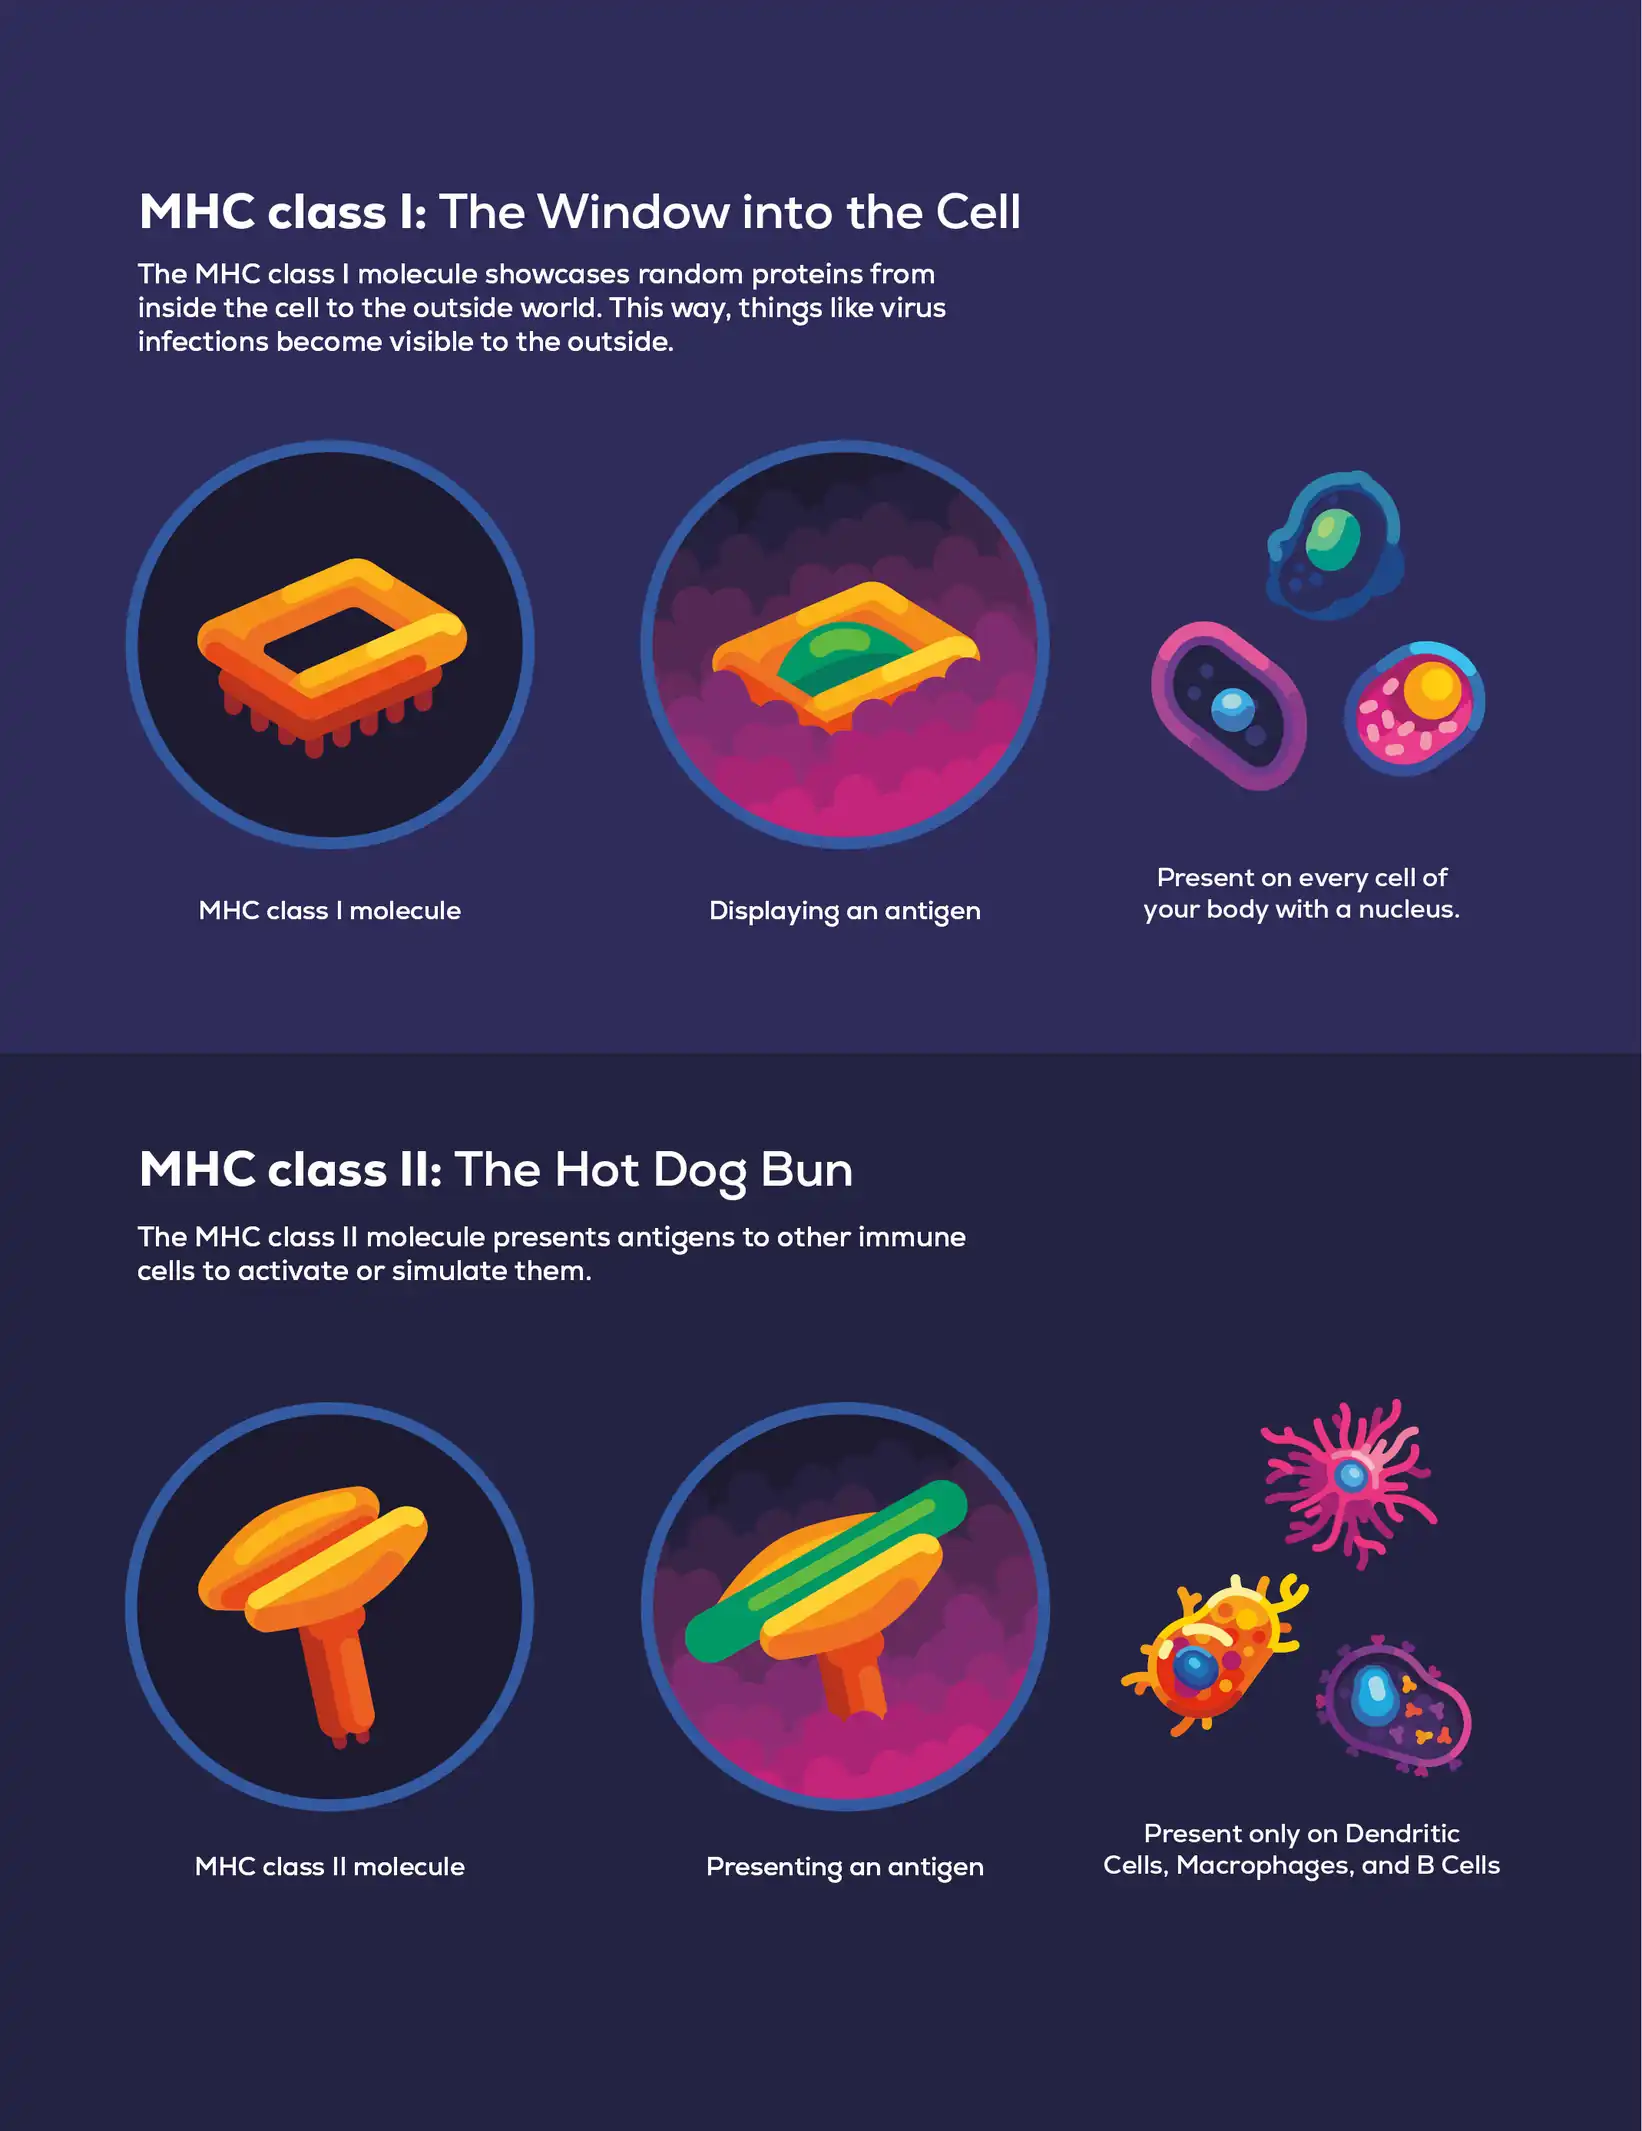 MHC class I: The Window into the Cell
The MHC class I molecule showcases random proteins from
inside the cell to the outside world. This way, things like virus
infections become visible to the outside.
MHC class I molecule
Displaying an antigen
Present on every cell of
your body with a nucleus.
MHC class II: The Hot Dog Bun
The MHC class II molecule presents antigens to other immune
cells to activate or simulate them.
MHC class II molecule
Presenting an antigen
Present only on Dendritic
Cells, Macrophages, and B Cells